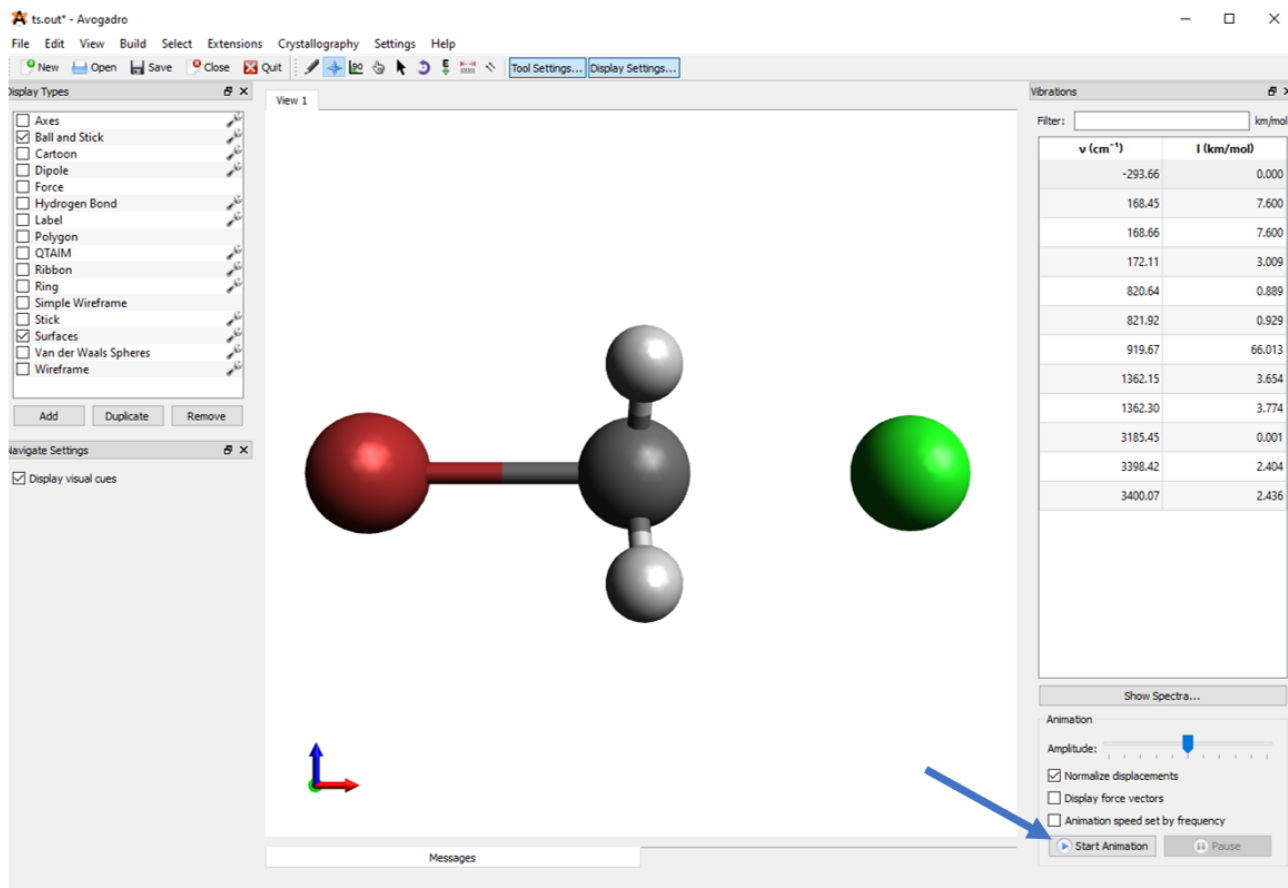 ts.out* - Avogadro
File Edit View Build Select Extensions Crystallography Settings Help
New Open Save Close Quit Tool Settings... Display Settings...
Display Types
Axes
Ball and Stick
Cartoon
Dipole
Force
Hydrogen Bond
Label
Polygon
QTAIM
Ribbon
Ring
Simple Wireframe
Stick
Surfaces
Van der Waals Spheres
Wireframe
Add Duplicate Remove
Navigate Settings
Display visual cues
View 1
Messages
Vibrations
Filter: km/mol
ν (cm⁻¹) I (km/mol)
-293.66 0.000
168.45 7.600
168.66 7.600
172.11 3.009
820.64 0.889
821.92 0.929
919.67 66.013
1362.15 3.654
1362.30 3.774
3185.45 0.001
3398.42 2.404
3400.07 2.436
Show Spectra...
Animation
Amplitude:
Normalize displacements
Display force vectors
Animation speed set by frequency
Start Animation Pause